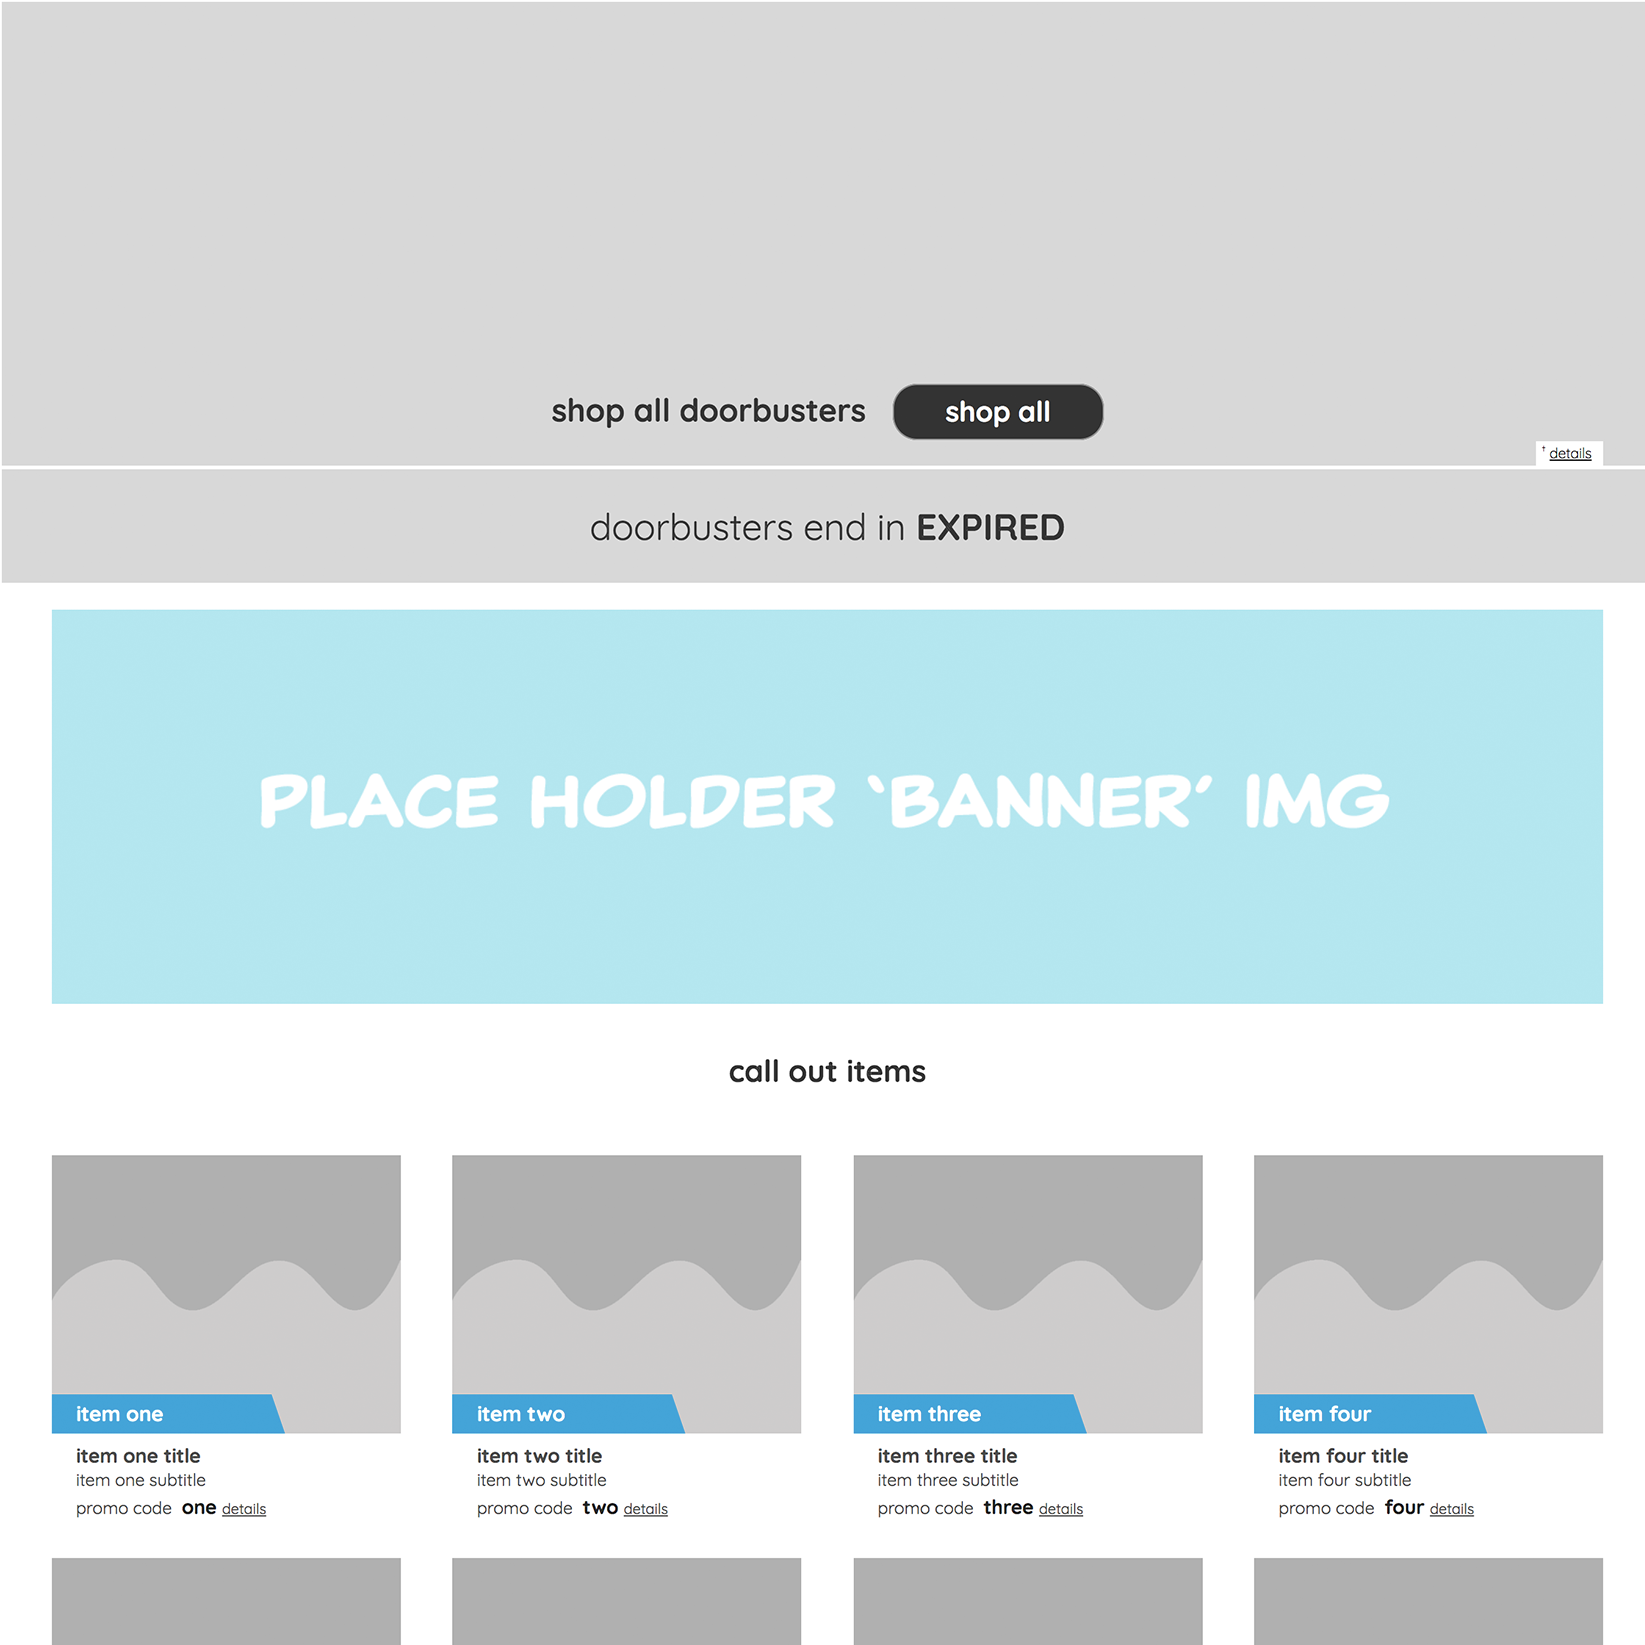 shop all doorbusters shop all
† details
doorbusters end in EXPIRED
PLACE HOLDER ‘BANNER’ IMG
call out items
item one
item one title
item one subtitle
promo code one details
item two
item two title
item two subtitle
promo code two details
item three
item three title
item three subtitle
promo code three details
item four
item four title
item four subtitle
promo code four details